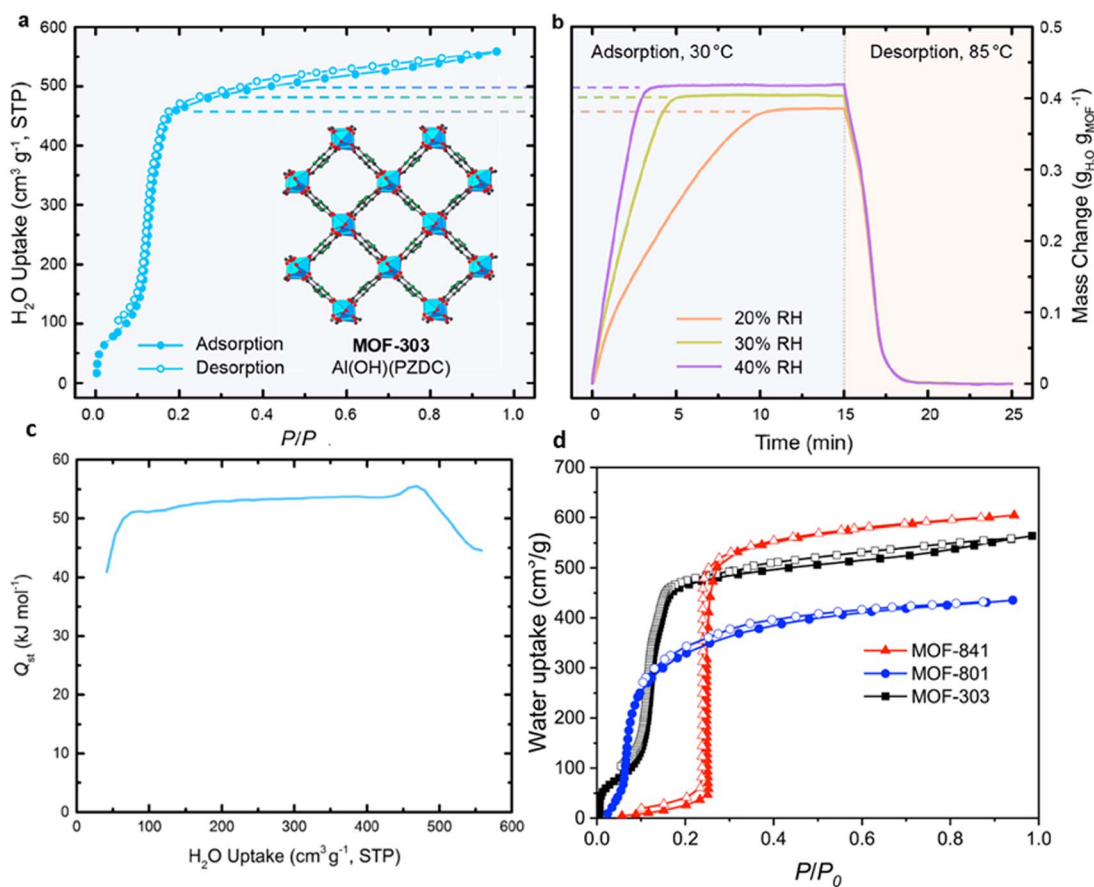 a
600
500
400
300
200
100
0
H₂O Uptake (cm³ g⁻¹, STP)
Adsorption
Desorption
MOF-303
Al(OH)(PZDC)
0.0 0.2 0.4 0.6 0.8 1.0
P/P
b
Adsorption, 30 °C
Desorption, 85 °C
20% RH
30% RH
40% RH
0.5
0.4
0.3
0.2
0.1
0
Mass Change (g_H₂O g_MOF⁻¹)
0 5 10 15 20 25
Time (min)
c
60
50
40
30
20
10
0
Qst (kJ mol⁻¹)
0 100 200 300 400 500 600
H₂O Uptake (cm³ g⁻¹, STP)
d
700
600
500
400
300
200
100
0
Water uptake (cm³/g)
MOF-841
MOF-801
MOF-303
0.0 0.2 0.4 0.6 0.8 1.0
P/P₀